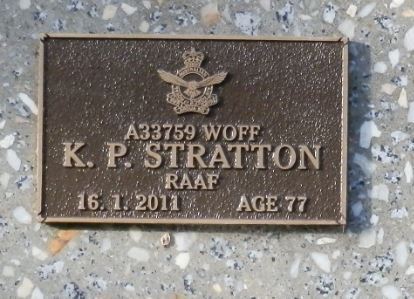 A33759 WOFF
K. P. STRATTON
RAAF
16. 1. 2011 AGE 77